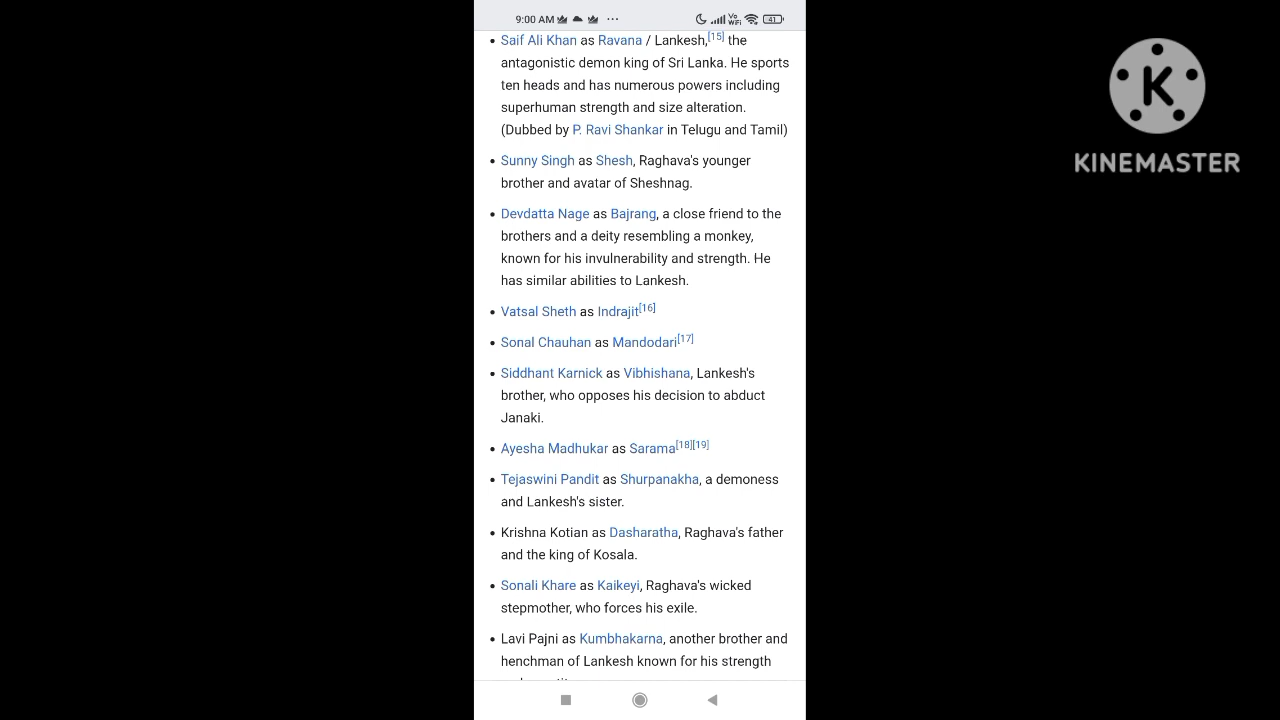 9:00 AM
Vo
WiFi
41
• Saif Ali Khan as Ravana / Lankesh,[15] the
antagonistic demon king of Sri Lanka. He sports
ten heads and has numerous powers including
superhuman strength and size alteration.
(Dubbed by P. Ravi Shankar in Telugu and Tamil)
• Sunny Singh as Shesh, Raghava's younger
brother and avatar of Sheshnag.
• Devdatta Nage as Bajrang, a close friend to the
brothers and a deity resembling a monkey,
known for his invulnerability and strength. He
has similar abilities to Lankesh.
• Vatsal Sheth as Indrajit[16]
• Sonal Chauhan as Mandodari[17]
• Siddhant Karnick as Vibhishana, Lankesh's
brother, who opposes his decision to abduct
Janaki.
• Ayesha Madhukar as Sarama[18][19]
• Tejaswini Pandit as Shurpanakha, a demoness
and Lankesh's sister.
• Krishna Kotian as Dasharatha, Raghava's father
and the king of Kosala.
• Sonali Khare as Kaikeyi, Raghava's wicked
stepmother, who forces his exile.
• Lavi Pajni as Kumbhakarna, another brother and
henchman of Lankesh known for his strength
K
KINEMASTER